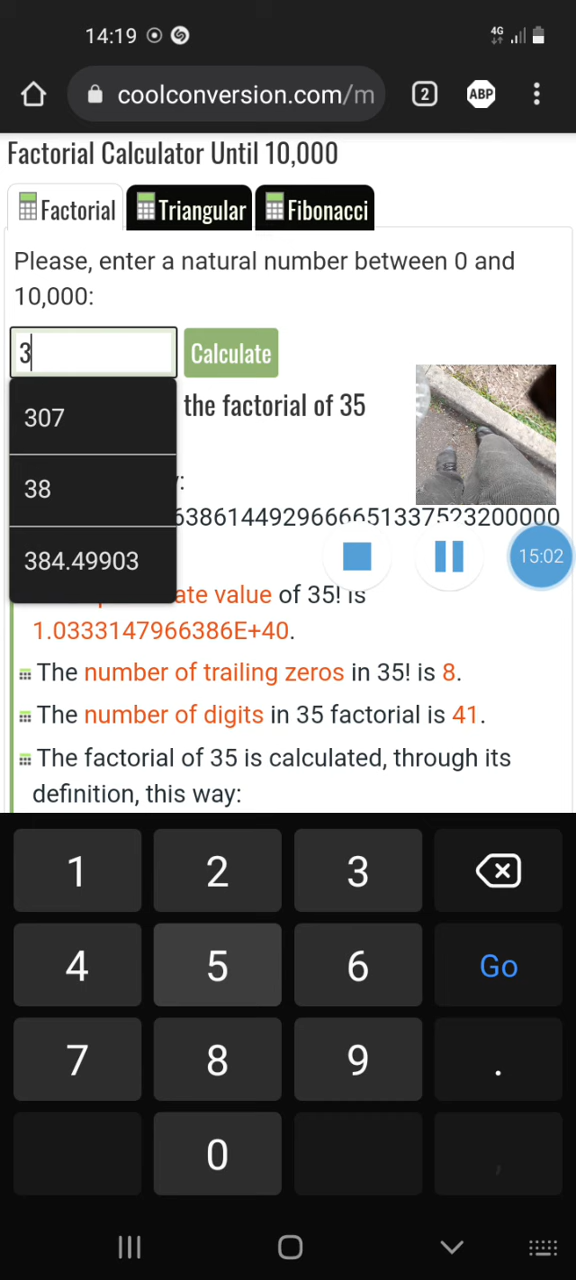 14:19
4G
coolconversion.com/m
2
ABP
Factorial Calculator Until 10,000
Factorial Triangular Fibonacci
Please, enter a natural number between 0 and
10,000:
3 Calculate
307
the factorial of 35
38
:
638614492966651337523200000
384.49903
ate value of 35! is
15:02
1.0333147966386E+40.
The number of trailing zeros in 35! is 8.
The number of digits in 35 factorial is 41.
The factorial of 35 is calculated, through its
definition, this way:
1 2 3
4 5 6 Go
7 8 9 .
0 ,